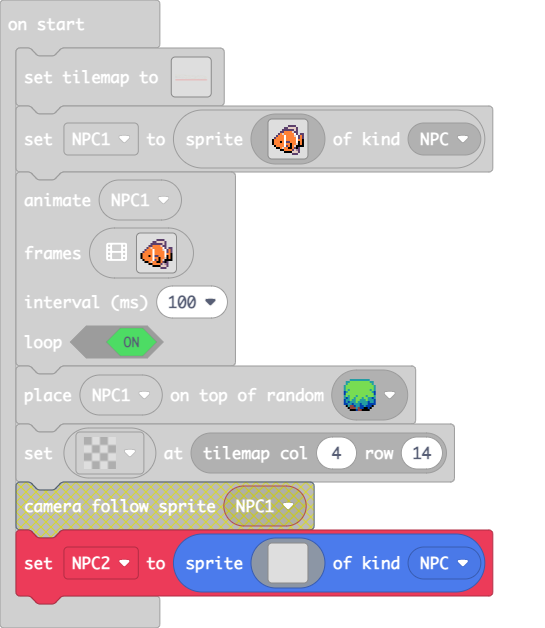 on start
set tilemap to
set NPC1 to sprite of kind NPC
animate NPC1
frames
interval (ms) 100
loop ON
place NPC1 on top of random
set at tilemap col 4 row 14
camera follow sprite NPC1
set NPC2 to sprite of kind NPC